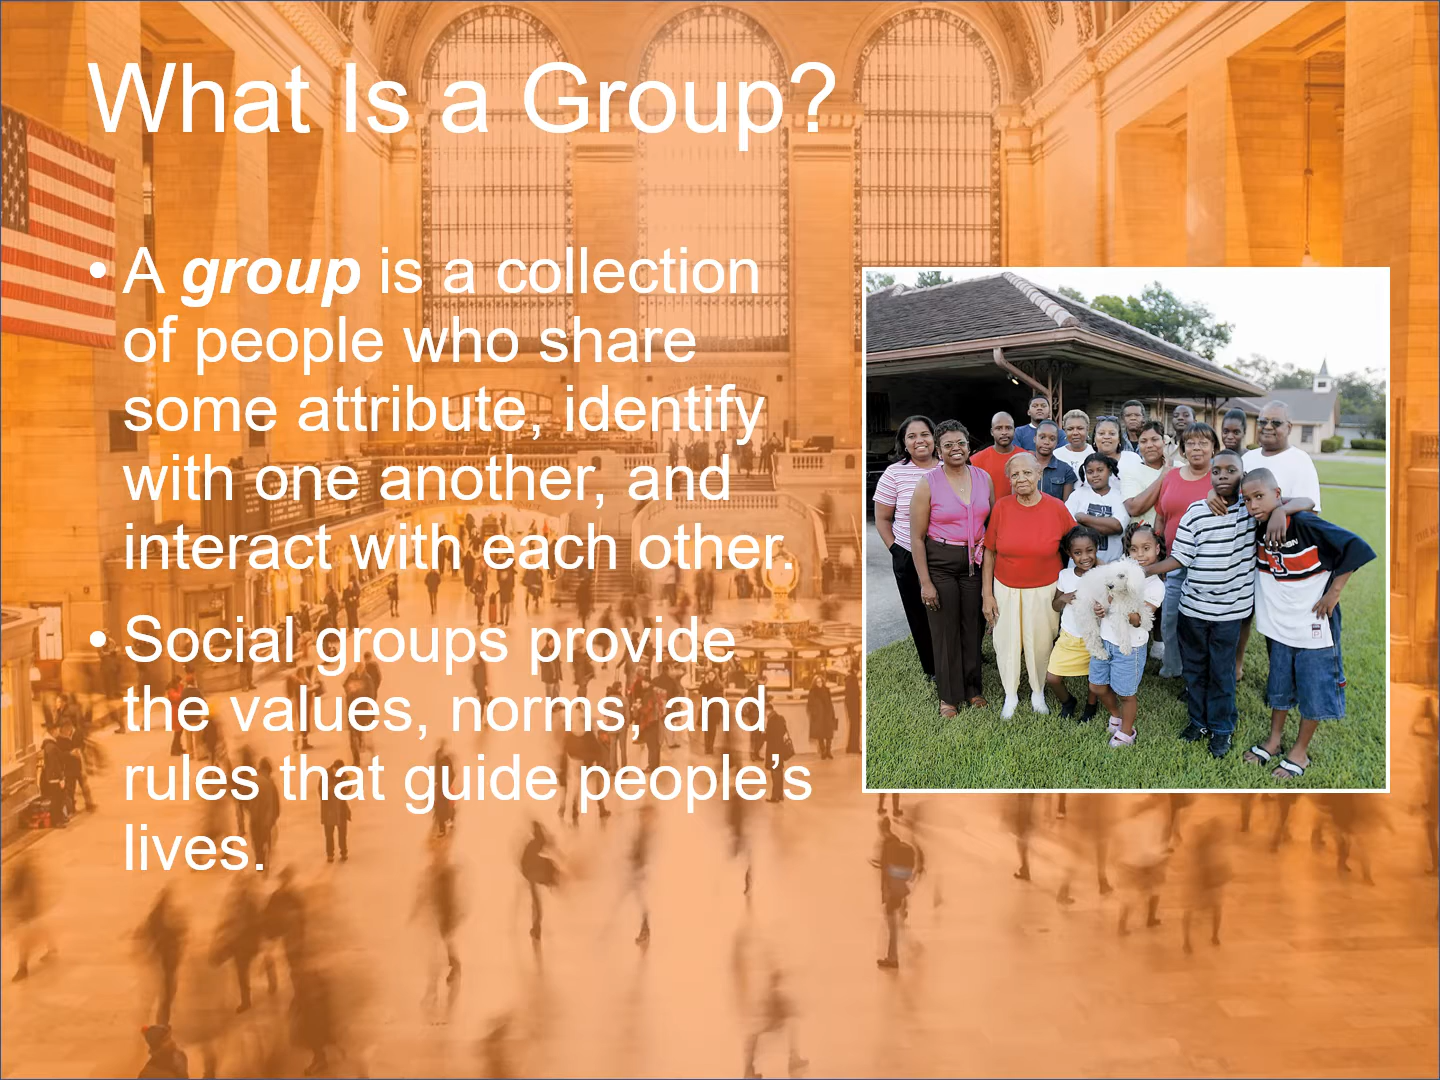 What Is a Group?
• A group is a collection
of people who share
some attribute, identify
with one another, and
interact with each other.
• Social groups provide
the values, norms, and
rules that guide people’s
lives.